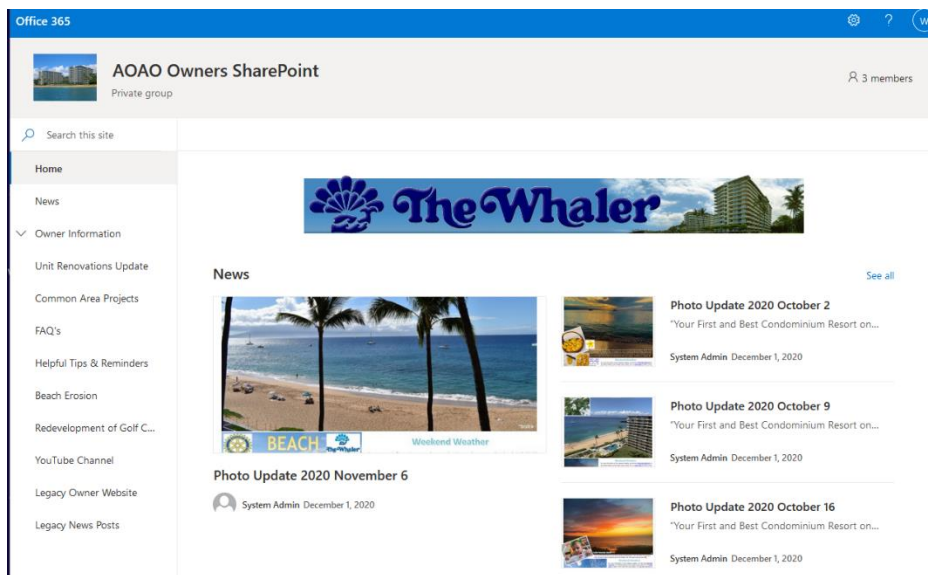 Office 365
?
W
AOAO Owners SharePoint
Private group
3 members
Search this site
Home
News
Owner Information
Unit Renovations Update
Common Area Projects
FAQ's
Helpful Tips & Reminders
Beach Erosion
Redevelopment of Golf C...
YouTube Channel
Legacy Owner Website
Legacy News Posts
The Whaler
News
See all
BEACH
The Whaler
Weekend Weather
Photo Update 2020 November 6
System Admin December 1, 2020
Photo Update 2020 October 2
"Your First and Best Condominium Resort on...
System Admin December 1, 2020
Photo Update 2020 October 9
"Your First and Best Condominium Resort on...
System Admin December 1, 2020
Photo Update 2020 October 16
"Your First and Best Condominium Resort on...
System Admin December 1, 2020